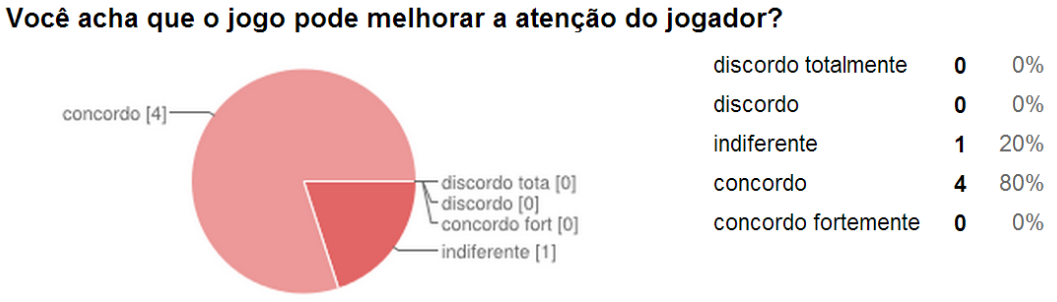 Você acha que o jogo pode melhorar a atenção do jogador?
concordo [4]
discordo tota [0]
discordo [0]
concordo fort [0]
indiferente [1]
discordo totalmente 0 0%
discordo 0 0%
indiferente 1 20%
concordo 4 80%
concordo fortemente 0 0%